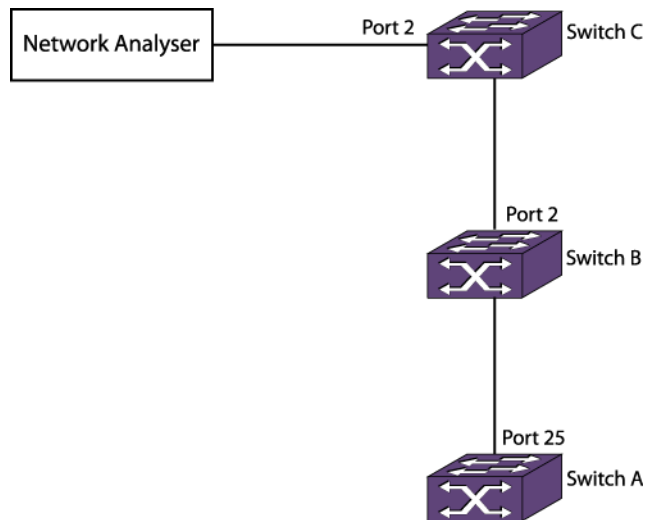 Network Analyser
Port 2
Switch C
Port 2
Switch B
Port 25
Switch A